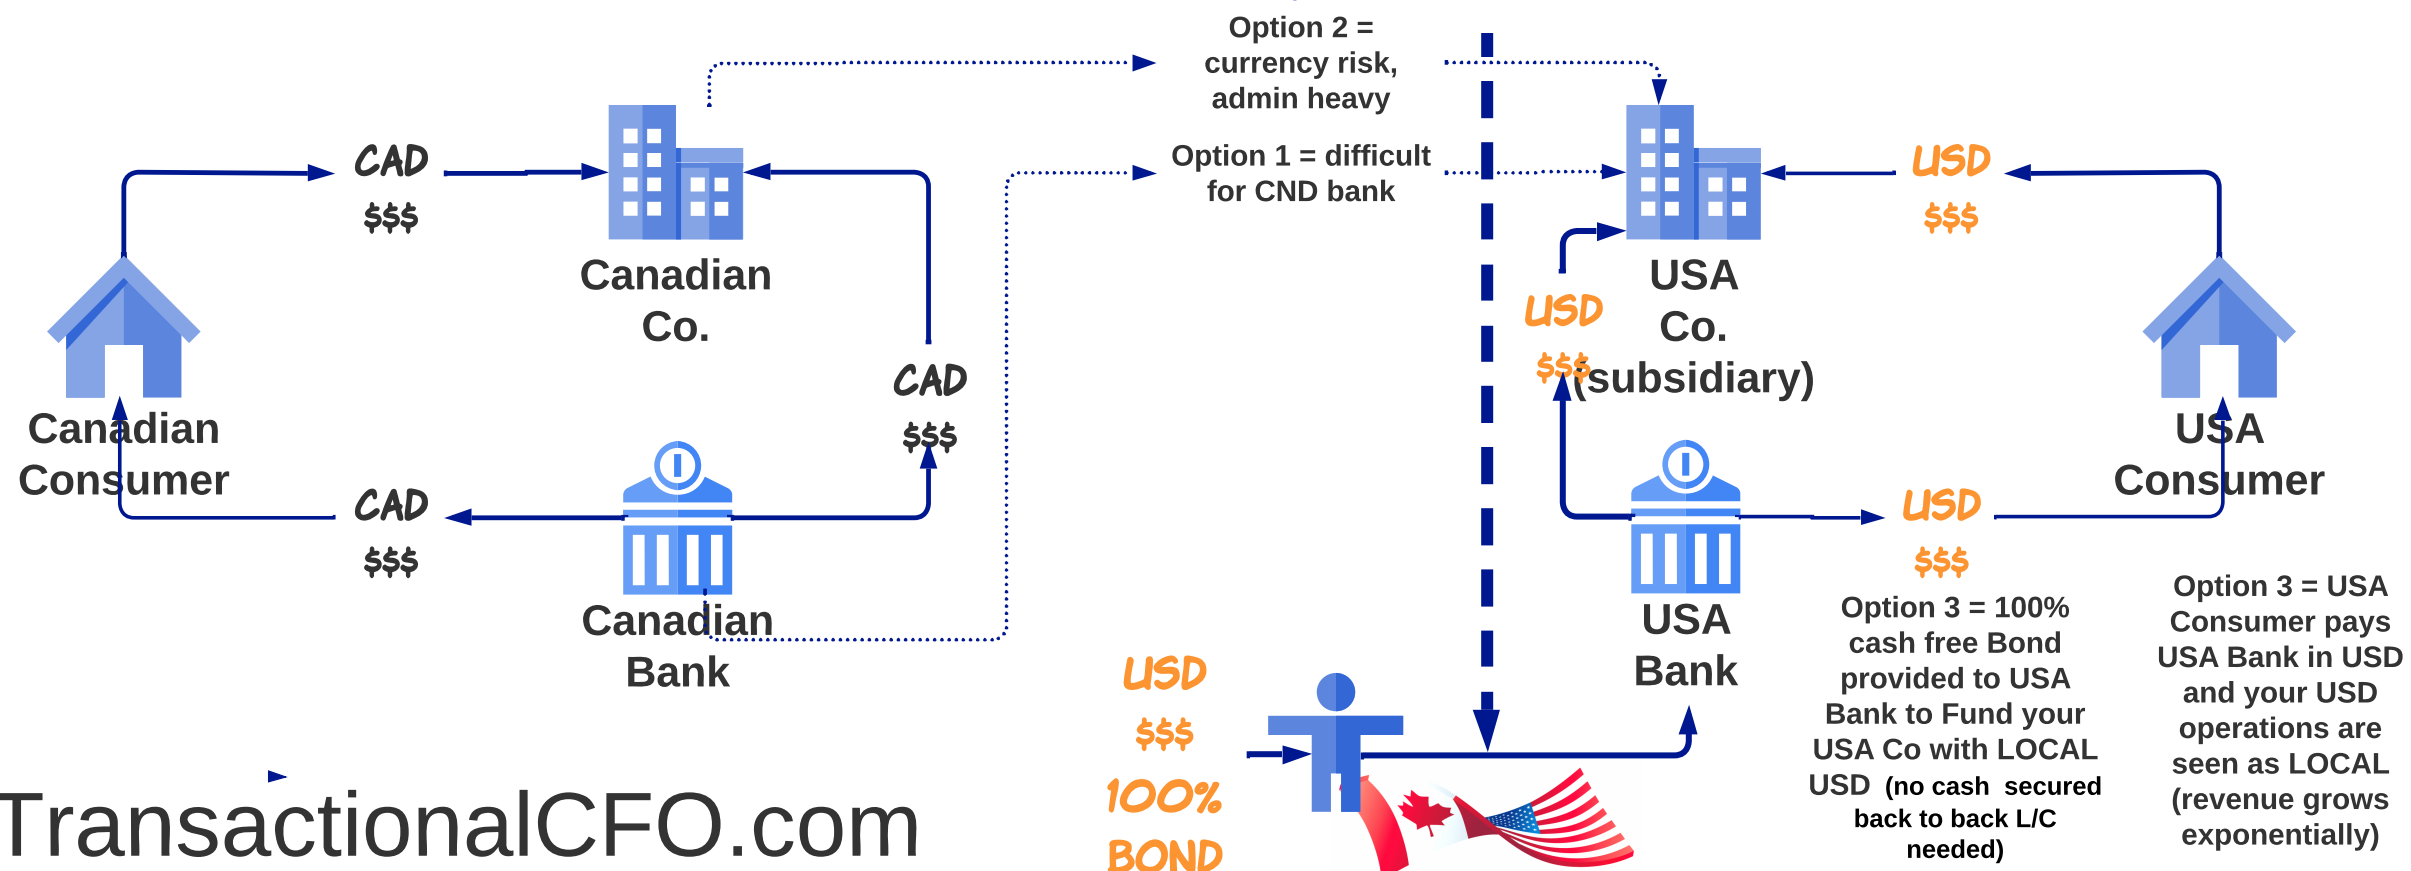 Option 2 =
currency risk,
admin heavy
Option 1 = difficult
for CND bank
CAD
$$$
Canadian
Co.
Canadian
Consumer
CAD
$$$
CAD
$$$
Canadian
Bank
USD
$$$
USA
Co.
(subsidiary)
USD
$$$
USA
Consumer
USA
Bank
USD
$$$
Option 3 = 100%
cash free Bond
provided to USA
Bank to Fund your
USA Co with LOCAL
USD (no cash secured
back to back L/C
needed)
Option 3 = USA
Consumer pays
USA Bank in USD
and your USD
operations are
seen as LOCAL
(revenue grows
exponentially)
USD
$$$
100%
BOND
TransactionalCFO.com